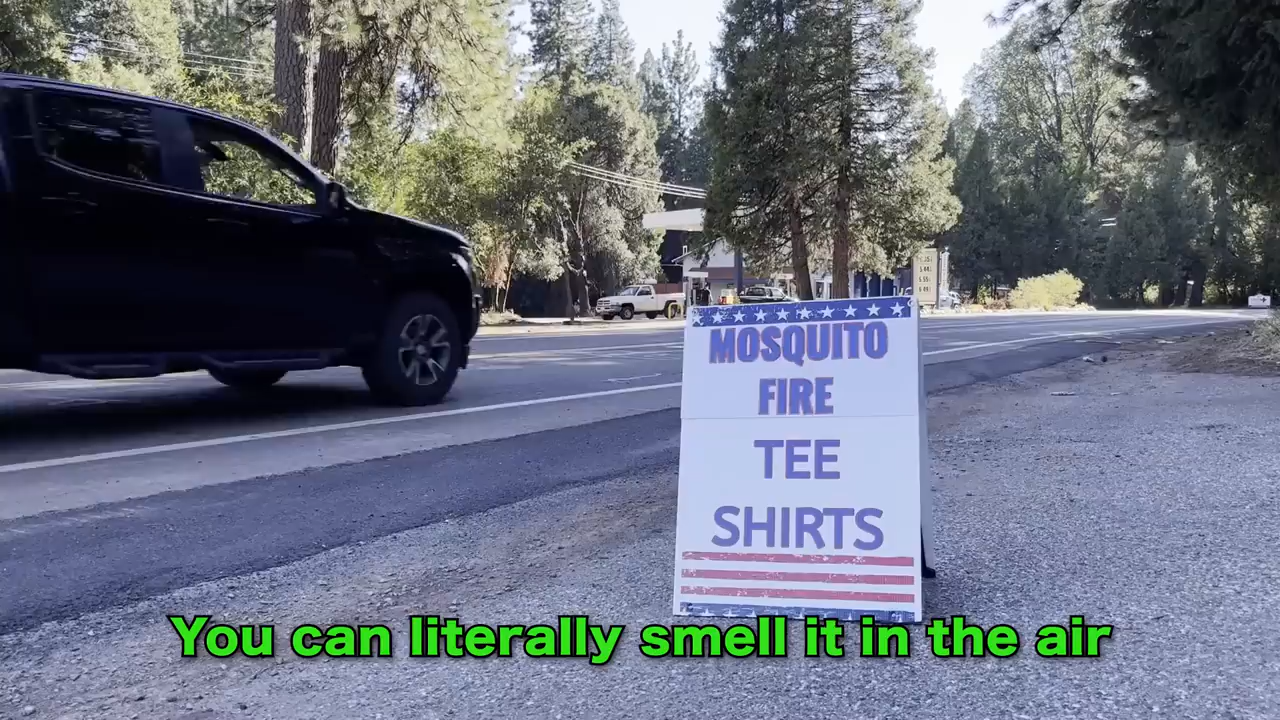 MOSQUITO
FIRE
TEE
SHIRTS
You can literally smell it in the air